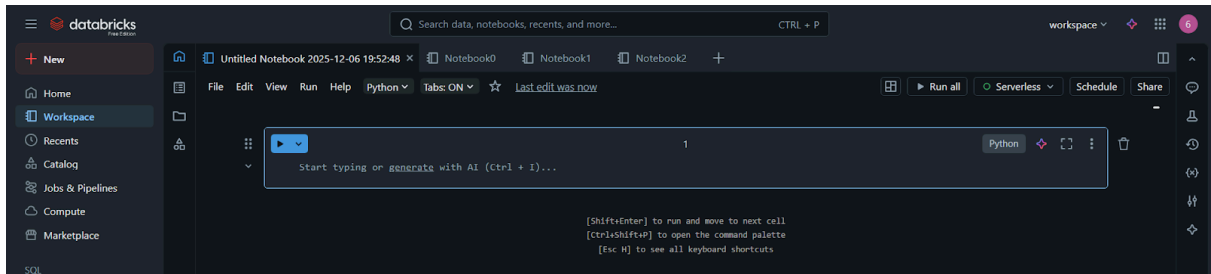 databricks
Free Edition
Search data, notebooks, recents, and more... CTRL + P
workspace
6
New
Home
Workspace
Recents
Catalog
Jobs & Pipelines
Compute
Marketplace
SQL
Untitled Notebook 2025-12-06 19:52:48
Notebook0
Notebook1
Notebook2
File Edit View Run Help Python Tabs: ON Last edit was now
Run all Serverless Schedule Share
1
Python
Start typing or generate with AI (Ctrl + I)...
[Shift+Enter] to run and move to next cell
[Ctrl+Shift+P] to open the command palette
[Esc H] to see all keyboard shortcuts